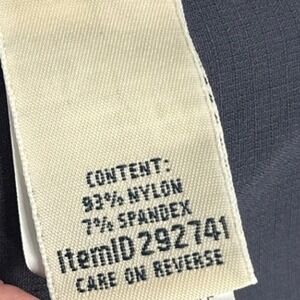 CONTENT:
93% NYLON
7% SPANDEX
ItemID 292741
CARE ON REVERSE